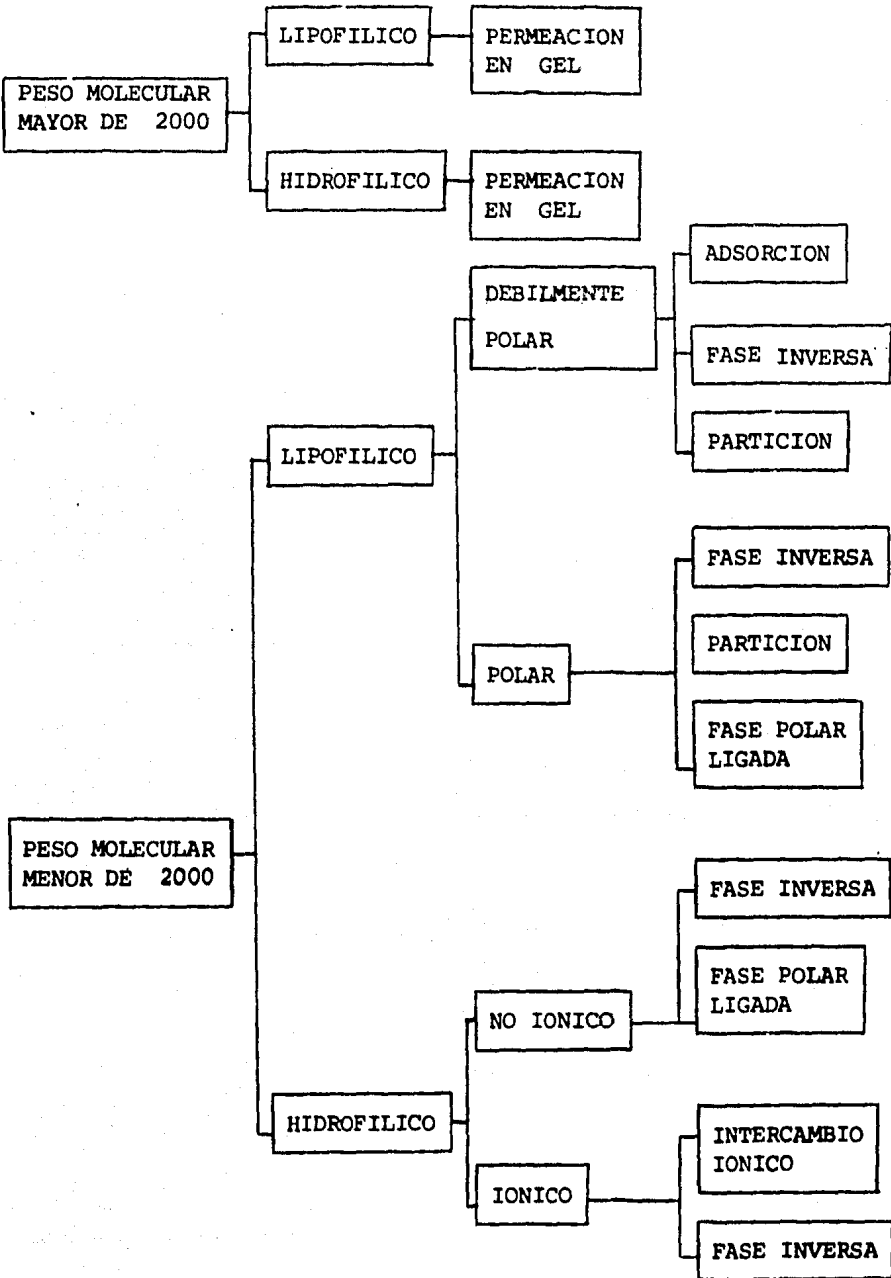 LIPOFILICO
PERMEACION
EN GEL
PESO MOLECULAR
MAYOR DE 2000
HIDROFILICO
PERMEACION
EN GEL
DEBILMENTE
POLAR
ADSORCION
FASE INVERSA
PARTICION
LIPOFILICO
POLAR
FASE INVERSA
PARTICION
FASE POLAR
LIGADA
PESO MOLECULAR
MENOR DE 2000
HIDROFILICO
NO IONICO
FASE INVERSA
FASE POLAR
LIGADA
IONICO
INTERCAMBIO
IONICO
FASE INVERSA